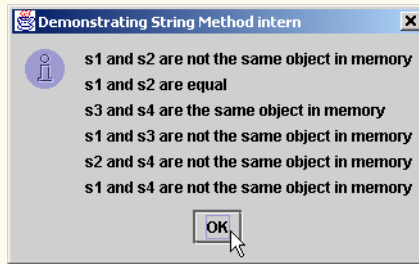 Demonstrating String Method intern
s1 and s2 are not the same object in memory
s1 and s2 are equal
s3 and s4 are the same object in memory
s1 and s3 are not the same object in memory
s2 and s4 are not the same object in memory
s1 and s4 are not the same object in memory
OK